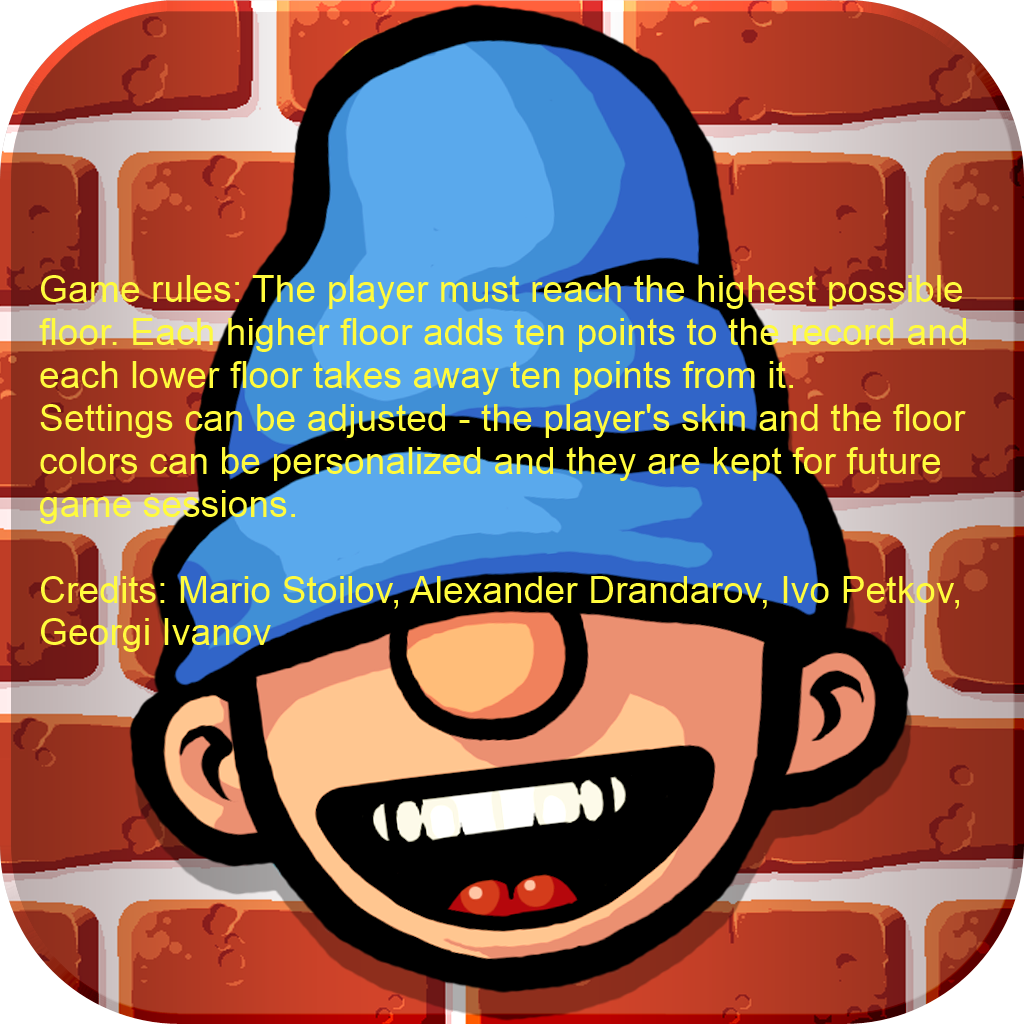 Game rules: The player must reach the highest possible
floor. Each higher floor adds ten points to the record and
each lower floor takes away ten points from it.
Settings can be adjusted - the player's skin and the floor
colors can be personalized and they are kept for future
game sessions.
Credits: Mario Stoilov, Alexander Drandarov, Ivo Petkov,
Georgi Ivanov